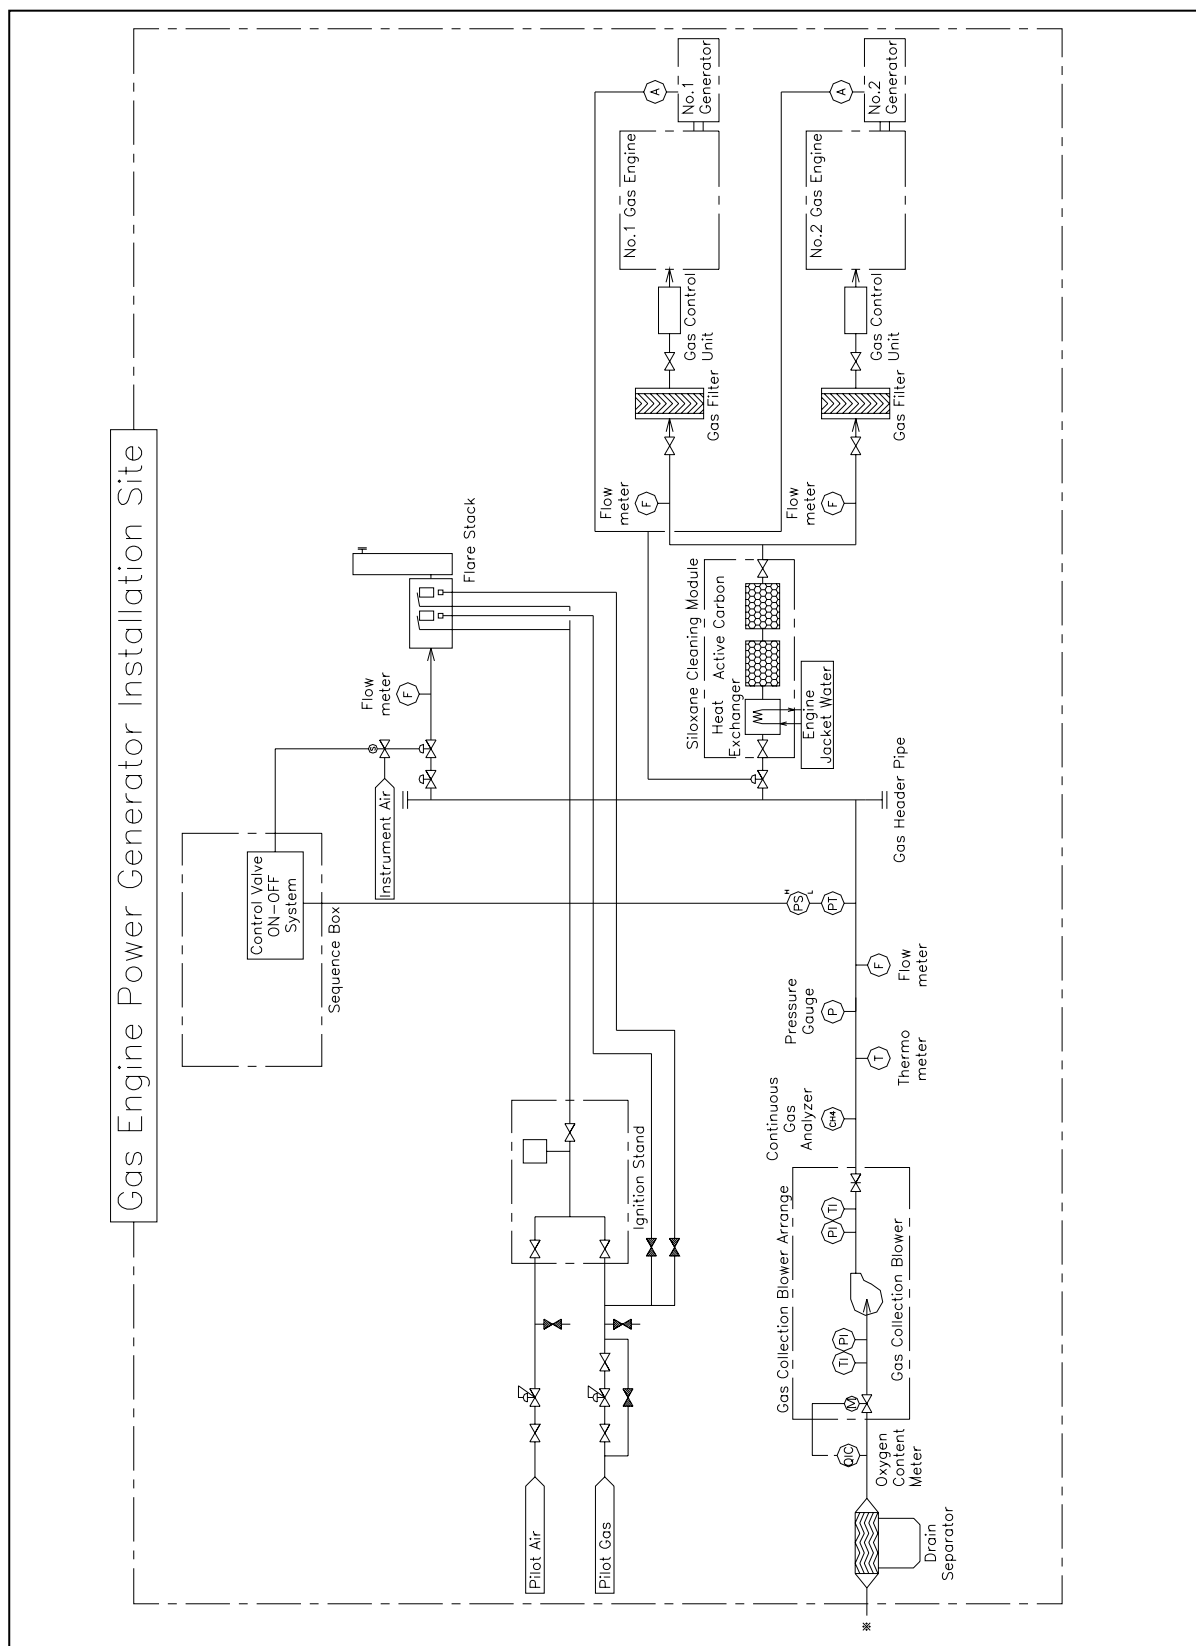 Gas Engine Power Generator Installation Site
Control Valve
ON-OFF
System
Sequence Box
Instrument Air
Flow
meter
F
S
Flare Stack
Pilot Air
Pilot Gas
Ignition Stand
※
Drain
Separator
QIC
Oxygen
Content
Meter
M
Gas Collection Blower Arrange
TI
PI
Gas Collection Blower
PI
TI
Continuous
Gas
Analyzer
CH4
T
Thermo
meter
Pressure
Gauge
P
F
Flow
meter
PS
H
L
PT
Gas Header Pipe
Siloxane Cleaning Module
Heat
Exchanger
Active Carbon
Engine
Jacket Water
Flow
meter
F
Gas Filter
Gas Control
Unit
No.1 Gas Engine
No.1
Generator
A
Flow
meter
F
Gas Filter
Gas Control
Unit
No.2 Gas Engine
No.2
Generator
A